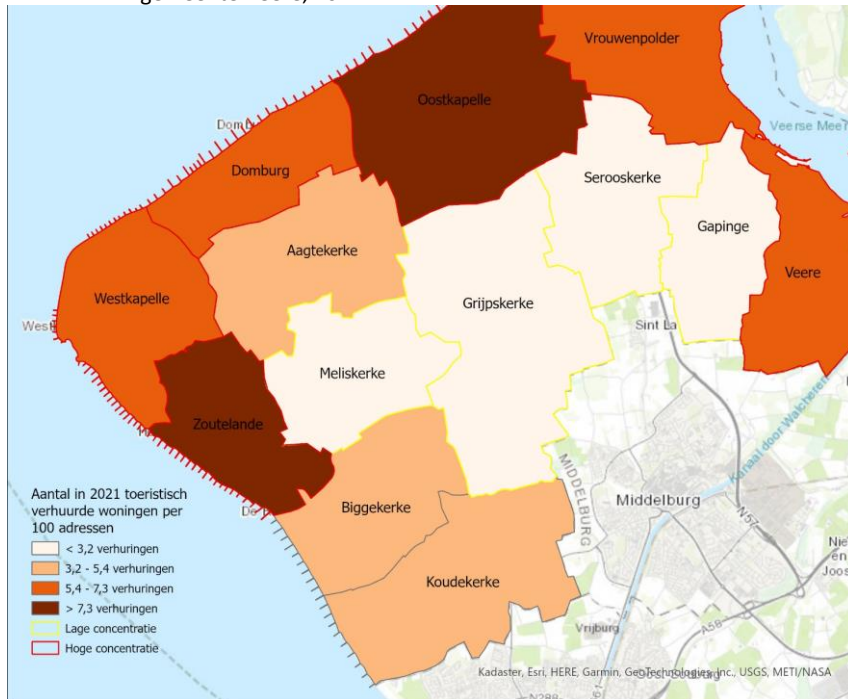 Vrouwenpolder
Oostkapelle
Veerse Meer
Domburg
Serooskerke
Gapinge
Aagtekerke
Veere
Westkapelle
Grijpskerke
Sint La
Meliskerke
Zoutelande
Kanaal door Walcheren
Aantal in 2021 toeristisch
verhuurde woningen per
100 adressen
< 3,2 verhuringen
3,2 - 5,4 verhuringen
5,4 - 7,3 verhuringen
> 7,3 verhuringen
Lage concentratie
Hoge concentratie
Biggekerke
MIDDELBURG
Middelburg
N57
Koudekerke
Vrijburg
A58
Kadaster, Esri, HERE, Garmin, GeoTechnologies, Inc., USGS, METI/NASA
N288